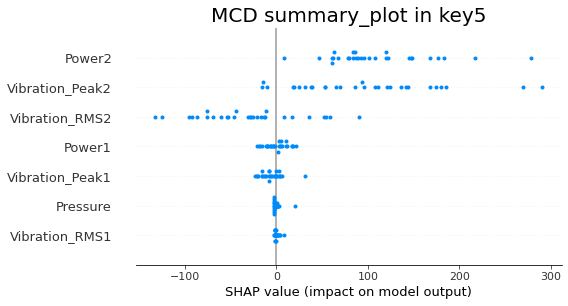 MCD summary_plot in key5
Power2
Vibration_Peak2
Vibration_RMS2
Power1
Vibration_Peak1
Pressure
Vibration_RMS1
−100
0
100
200
300
SHAP value (impact on model output)